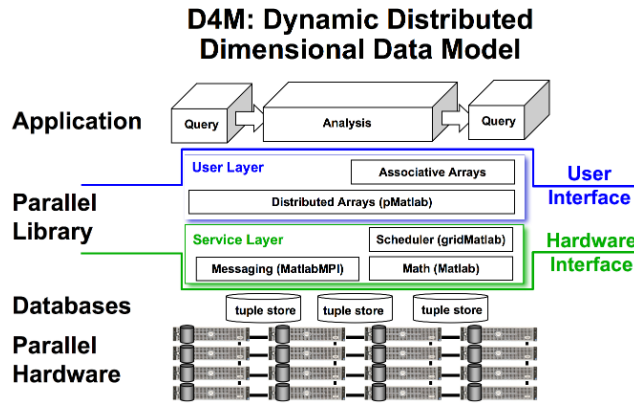 D4M: Dynamic Distributed
Dimensional Data Model
Application
Query
Analysis
Query
User Layer
Associative Arrays
Distributed Arrays (pMatlab)
User
Interface
Parallel
Library
Service Layer
Scheduler (gridMatlab)
Messaging (MatlabMPI)
Math (Matlab)
Hardware
Interface
Databases
tuple store
tuple store
tuple store
Parallel
Hardware